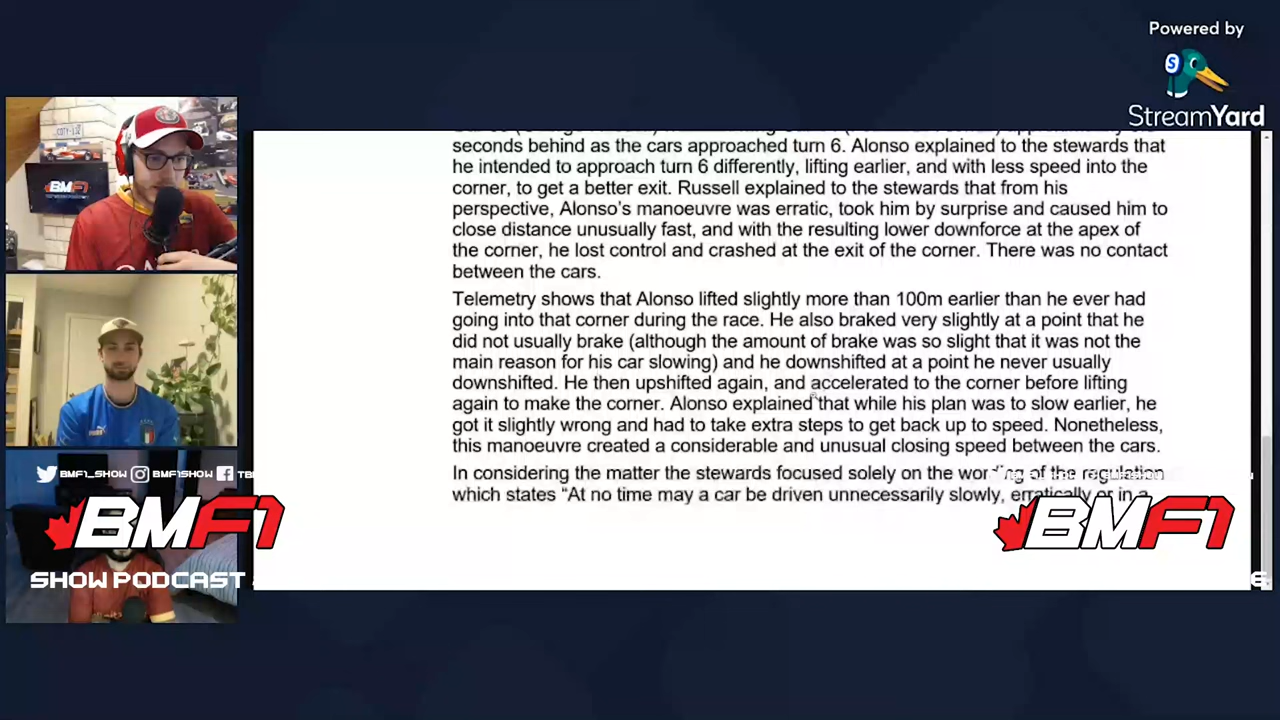 Powered by
S
StreamYard
seconds behind as the cars approached turn 6. Alonso explained to the stewards that
he intended to approach turn 6 differently, lifting earlier, and with less speed into the
corner, to get a better exit. Russell explained to the stewards that from his
perspective, Alonso's manoeuvre was erratic, took him by surprise and caused him to
close distance unusually fast, and with the resulting lower downforce at the apex of
the corner, he lost control and crashed at the exit of the corner. There was no contact
between the cars.
Telemetry shows that Alonso lifted slightly more than 100m earlier than he ever had
going into that corner during the race. He also braked very slightly at a point that he
did not usually brake (although the amount of brake was so slight that it was not the
main reason for his car slowing) and he downshifted at a point he never usually
downshifted. He then upshifted again, and accelerated to the corner before lifting
again to make the corner. Alonso explained that while his plan was to slow earlier, he
got it slightly wrong and had to take extra steps to get back up to speed. Nonetheless,
this manoeuvre created a considerable and unusual closing speed between the cars.
In considering the matter the stewards focused solely on the wording of the regulation
which states “At no time may a car be driven unnecessarily slowly, erratically or in a
BMF1
BMF1_SHOW BMF1SHOW
BMF1
SHOW PODCAST
BMF1